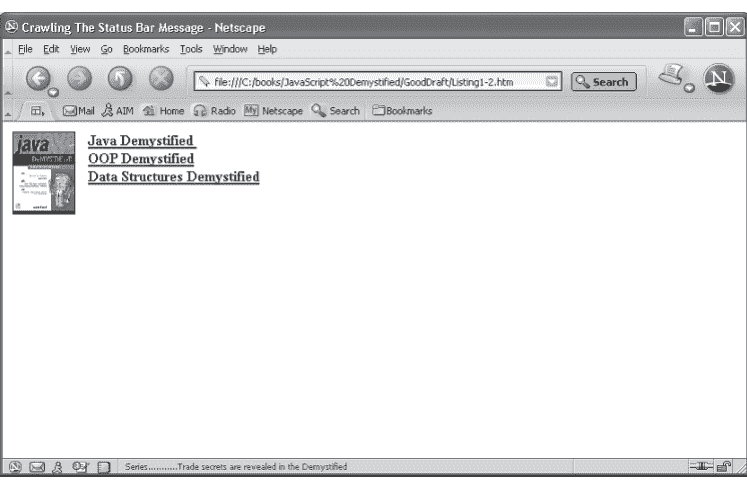 Crawling The Status Bar Message - Netscape
File Edit View Go Bookmarks Tools Window Help
file:///C:/books/JavaScript%20Demystified/GoodDraft/Listing1-2.htm Search
Mail AIM Home Radio My Netscape Search Bookmarks
java
DeMYSTiFieD
Java Demystified
OOP Demystified
Data Structures Demystified
Series...........Trade secrets are revealed in the Demystified